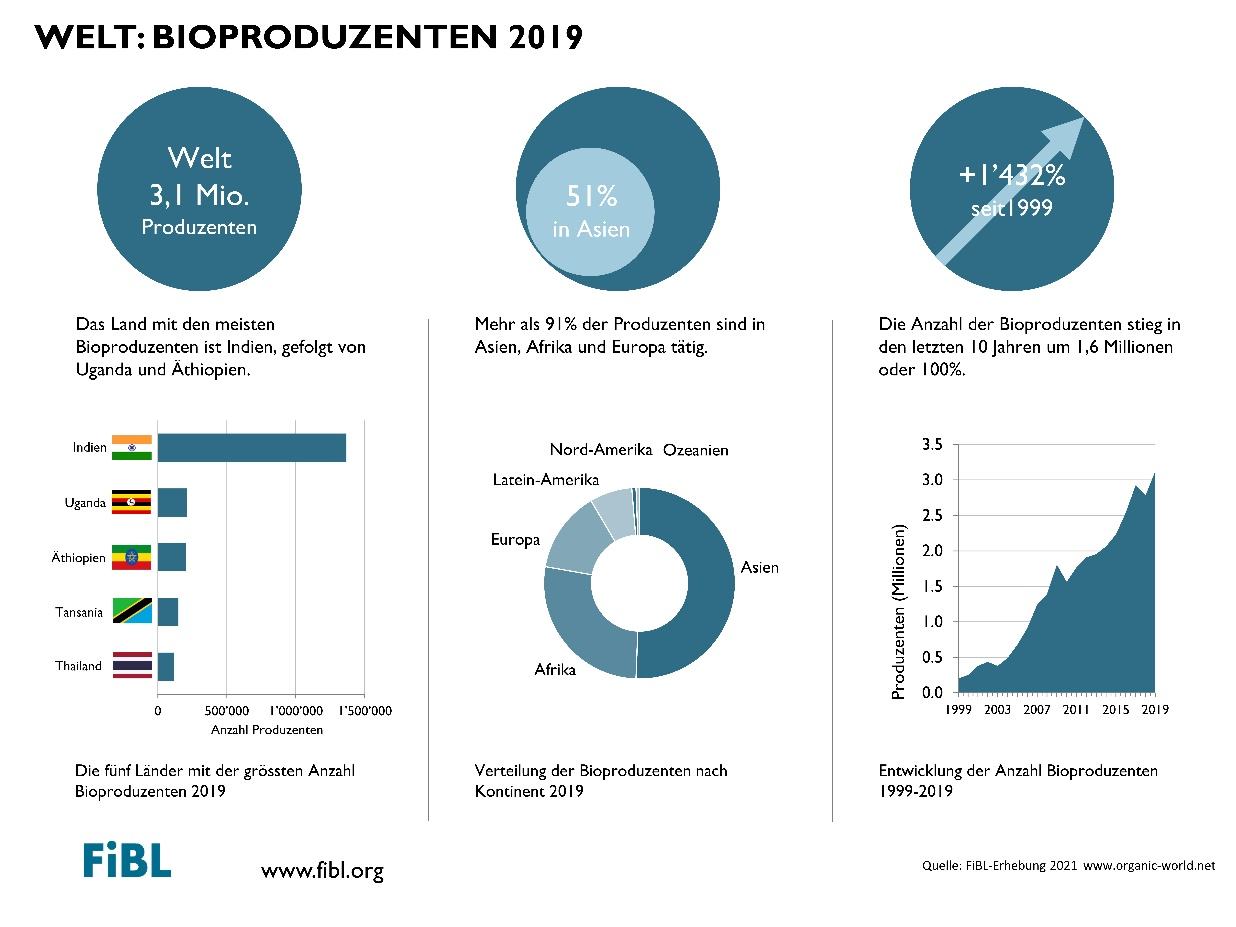 WELT: BIOPRODUZENTEN 2019
Welt
3,1 Mio.
Produzenten
51%
in Asien
+1’432%
seit1999
Das Land mit den meisten
Bioproduzenten ist Indien, gefolgt von
Uganda und Äthiopien.
Mehr als 91% der Produzenten sind in
Asien, Afrika und Europa tätig.
Die Anzahl der Bioproduzenten stieg in
den letzten 10 Jahren um 1,6 Millionen
oder 100%.
Indien
Uganda
Äthiopien
Tansania
Thailand
0 500’000 1’000’000 1’500’000
Anzahl Produzenten
Nord-Amerika Ozeanien
Latein-Amerika
Europa
Asien
Afrika
Produzenten (Millionen)
3.5
3.0
2.5
2.0
1.5
1.0
0.5
0.0
1999 2003 2007 2011 2015 2019
Die fünf Länder mit der grössten Anzahl
Bioproduzenten 2019
Verteilung der Bioproduzenten nach
Kontinent 2019
Entwicklung der Anzahl Bioproduzenten
1999-2019
FiBL
www.fibl.org
Quelle: FiBL-Erhebung 2021 www.organic-world.net